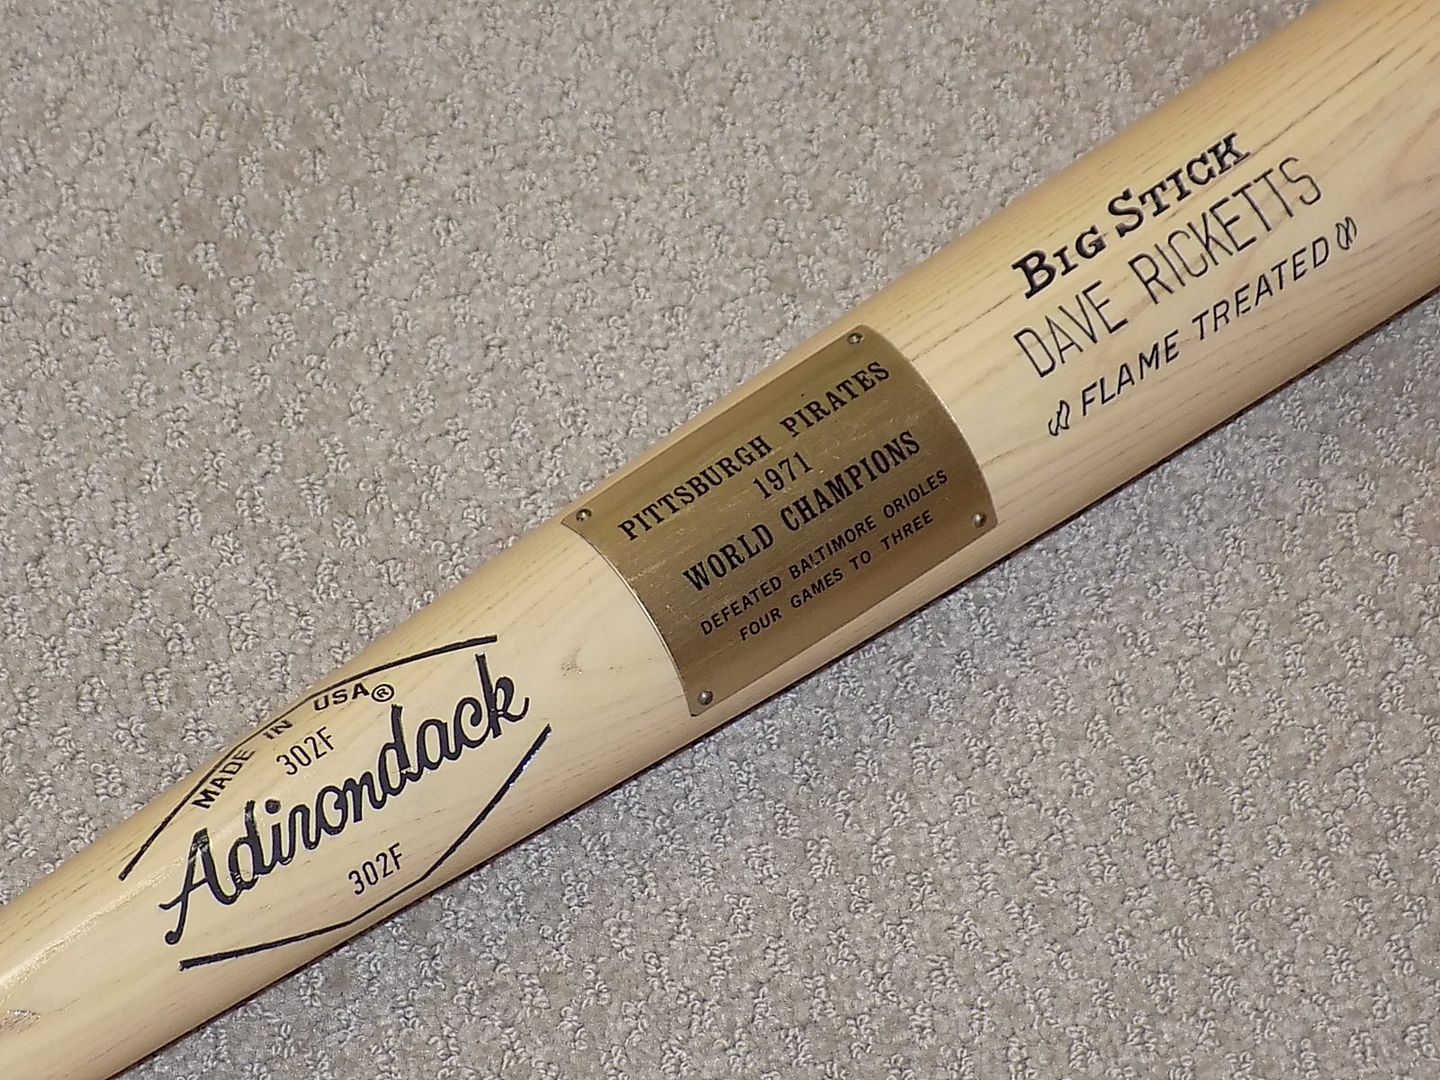 MADE IN USA®
302F
Adirondack
302F
PITTSBURGH PIRATES
1971
WORLD CHAMPIONS
DEFEATED BALTIMORE ORIOLES
FOUR GAMES TO THREE
BIG STICK
DAVE RICKETTS
FLAME TREATED